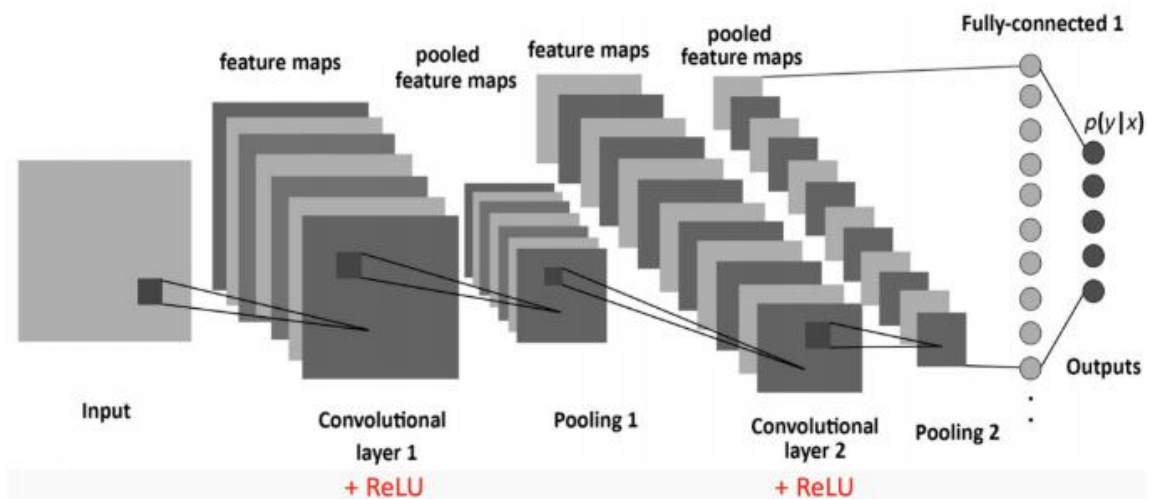 feature maps
pooled
feature maps
feature maps
pooled
feature maps
Fully-connected 1
p(y|x)
Input
Convolutional
layer 1
Pooling 1
Convolutional
layer 2
Pooling 2
Outputs
+ ReLU
+ ReLU